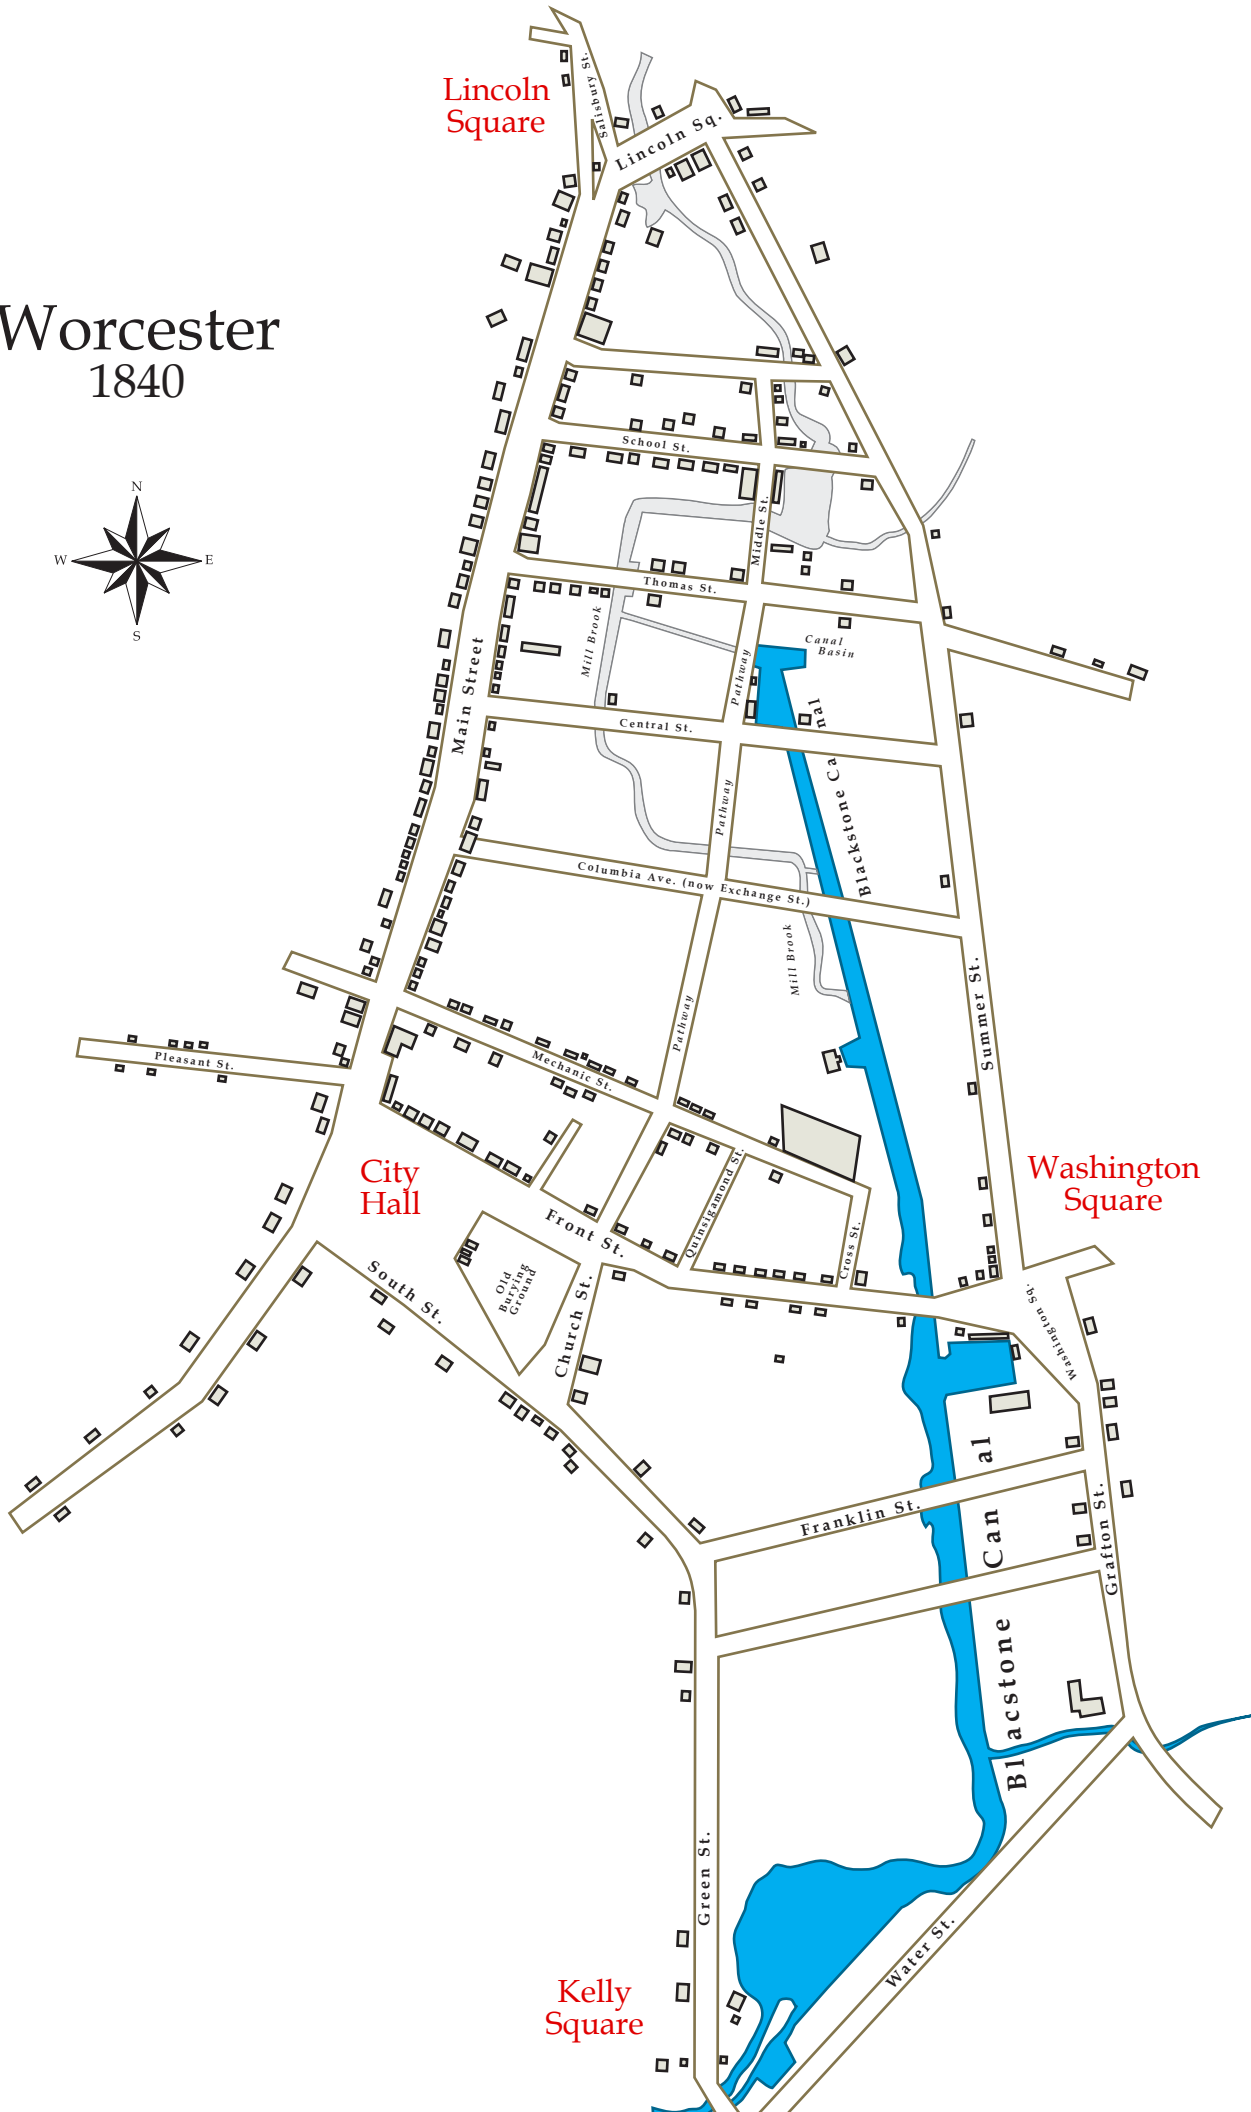 Salisbury St.
Lincoln
Square
Lincoln Sq.
Worcester
1840
School St.
N
W
E
S
Middle St.
Thomas St.
Mill Brook
Canal
Basin
Main Street
Pathway
Central St.
Blackstone Canal
Pathway
Columbia Ave. (now Exchange St.)
Mill Brook
Summer St.
Pathway
Pleasant St.
Mechanic St.
City
Hall
Washington
Square
Quinsigamond St.
Front St.
Cross St.
South St.
Old
Burying
Ground
Church St.
Washington Sq.
Franklin St.
Grafton St.
Blacstone Canal
Green St.
Water St.
Kelly
Square